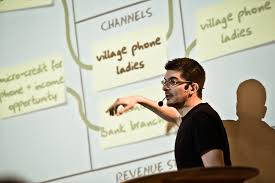 CHANNELS
village phone
ladies
village phone
ladies
micro-credit for
phone + income
opportunity
bank branch
REVENUE S